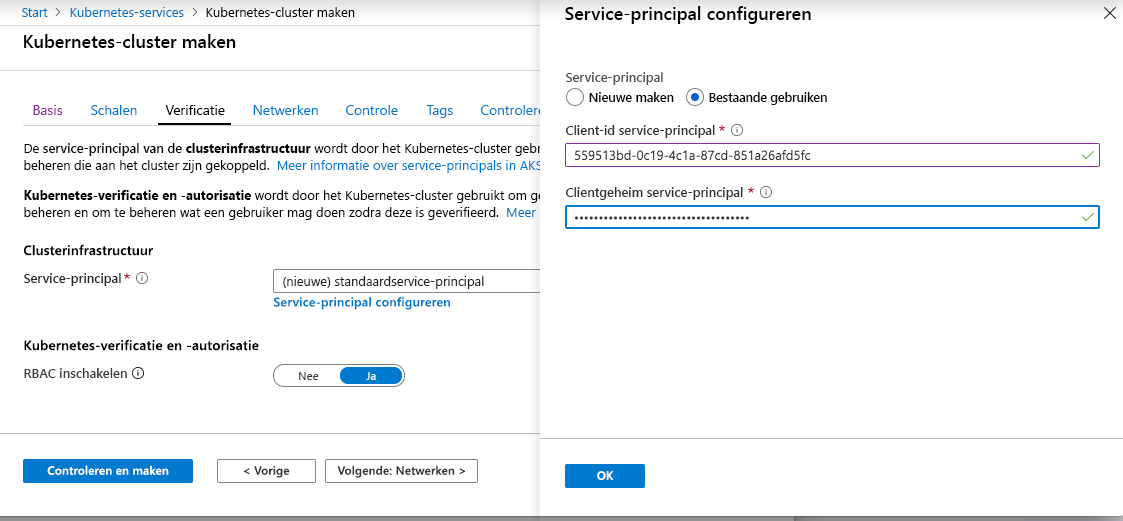 Start > Kubernetes-services > Kubernetes-cluster maken
Kubernetes-cluster maken
Basis Schalen Verificatie Netwerken Controle Tags Controlere
De service-principal van de clusterinfrastructuur wordt door het Kubernetes-cluster gebr
beheren die aan het cluster zijn gekoppeld. Meer informatie over service-principals in AKS
Kubernetes-verificatie en -autorisatie wordt door het Kubernetes-cluster gebruikt om ge
beheren en om te beheren wat een gebruiker mag doen zodra deze is geverifieerd. Meer
Clusterinfrastructuur
Service-principal *
(nieuwe) standaardservice-principal
Service-principal configureren
Kubernetes-verificatie en -autorisatie
RBAC inschakelen
Nee Ja
Controleren en maken
< Vorige
Volgende: Netwerken >
Service-principal configureren
Service-principal
Nieuwe maken Bestaande gebruiken
Client-id service-principal *
559513bd-0c19-4c1a-87cd-851a26afd5fc
Clientgeheim service-principal *
••••••••••••••••••••••••••••••••••••
OK